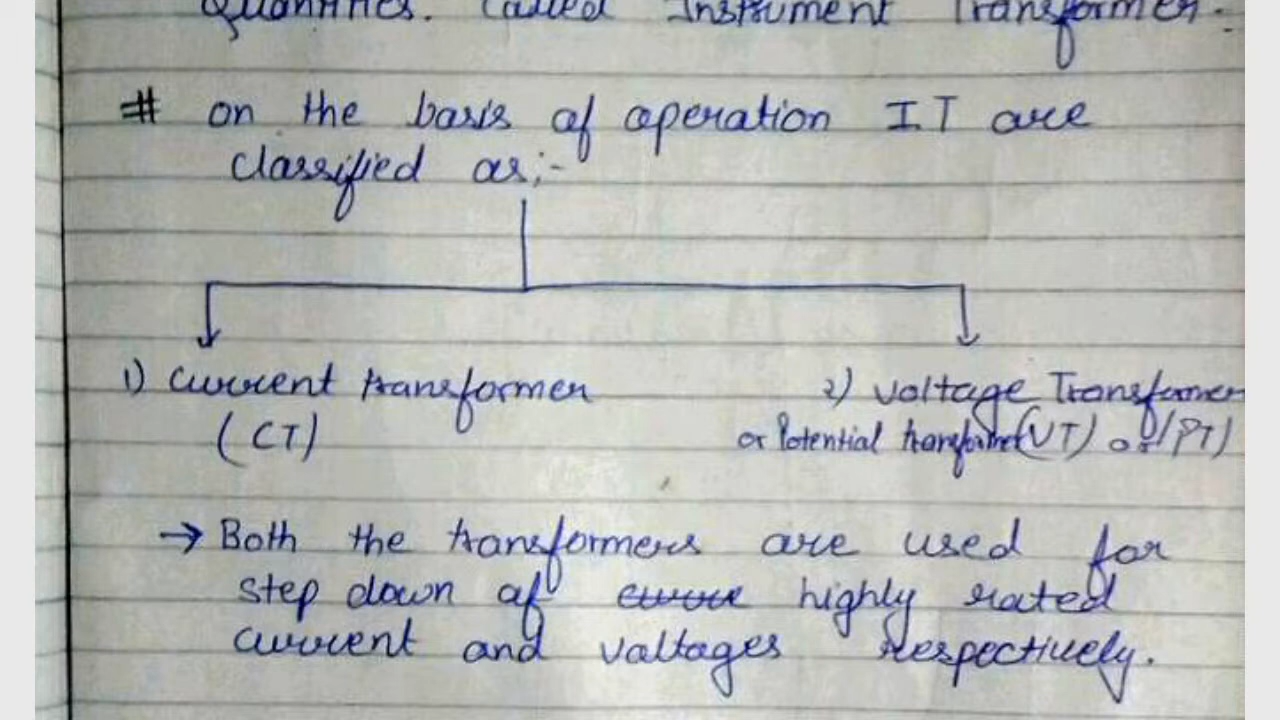 Quantities. Called Instrument Transformer.
# on the basis of operation IT are
classified as;-
1) current transformer
(CT)
2) Voltage Transformer
or Potential transformer (VT) or (PT)
→ Both the transformers are used for
step down of highly rated
current and voltages respectively.